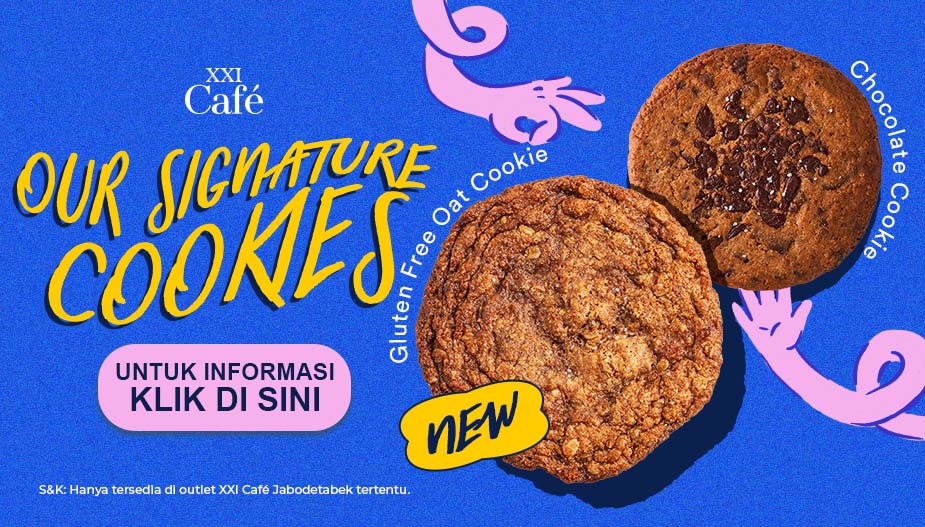 XXI
Café
OUR SIGNATURE
COOKIES
Gluten Free Oat Cookie
Chocolate Cookie
NEW
UNTUK INFORMASI
KLIK DI SINI
S&K: Hanya tersedia di outlet XXI Café Jabodetabek tertentu.